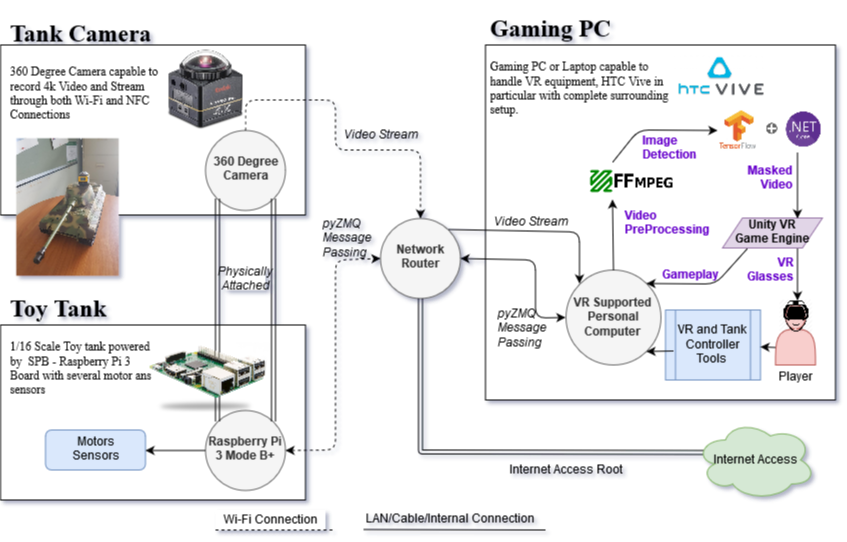 Tank Camera
360 Degree Camera capable to
record 4k Video and Stream
through both Wi-Fi and NFC
Connections
360 Degree
Camera
Physically
Attached
Toy Tank
1/16 Scale Toy tank powered
by SPB - Raspberry Pi 3
Board with several motor ans
sensors
Motors
Sensors
Raspberry Pi
3 Mode B+
Video Stream
pyZMQ
Message
Passing
Network
Router
Video Stream
pyZMQ
Message
Passing
Gaming PC
Gaming PC or Laptop capable to
handle VR equipment, HTC Vive in
particular with complete surrounding
setup.
hTC VIVE
Image
Detection
TensorFlow
.NET
Core
FFMPEG
Masked
Video
Video
PreProcessing
Unity VR
Game Engine
Gameplay
VR
Glasses
VR Supported
Personal
Computer
VR and Tank
Controller
Tools
Player
Internet Access Root
Internet Access
Wi-Fi Connection
LAN/Cable/Internal Connection